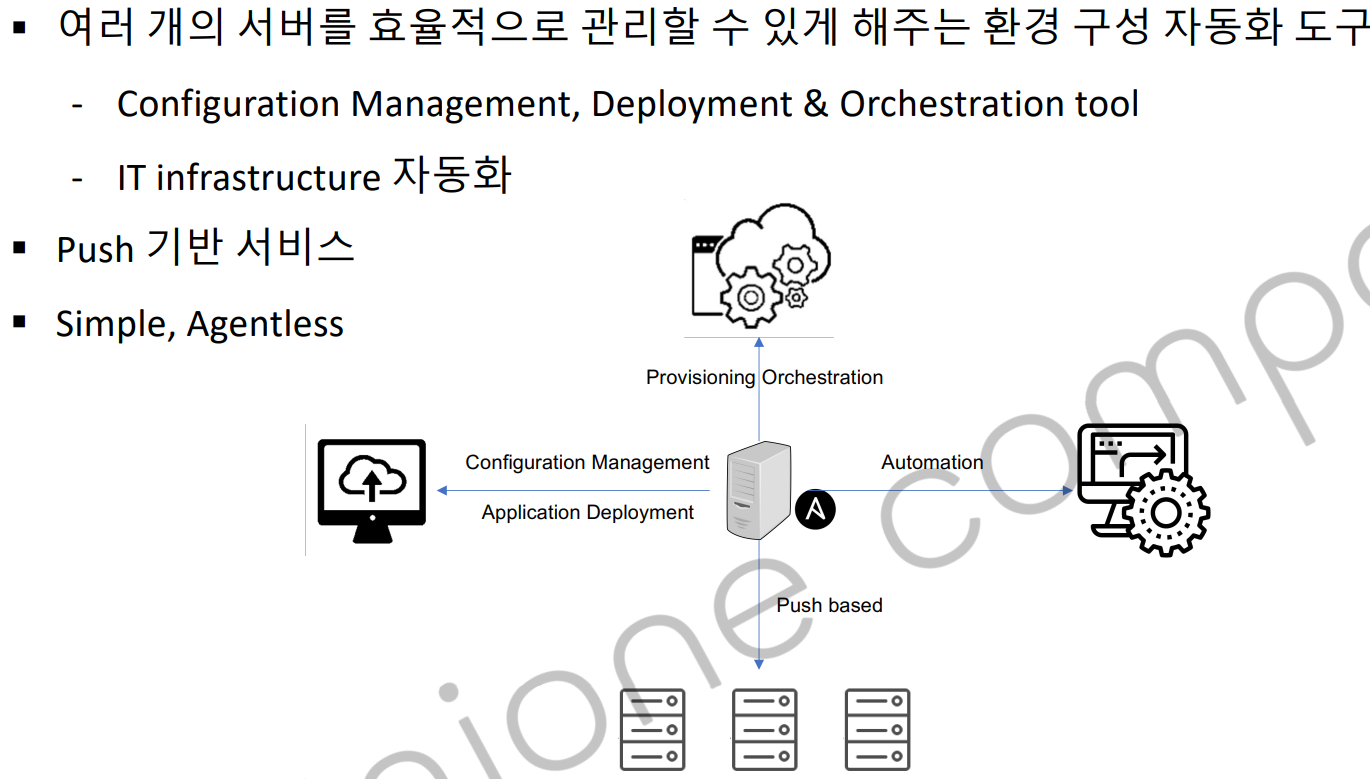 ▪ 여러 개의 서버를 효율적으로 관리할 수 있게 해주는 환경 구성 자동화 도구
- Configuration Management, Deployment & Orchestration tool
- IT infrastructure 자동화
▪ Push 기반 서비스
▪ Simple, Agentless
Provisioning Orchestration
Configuration Management
Automation
Application Deployment
Push based